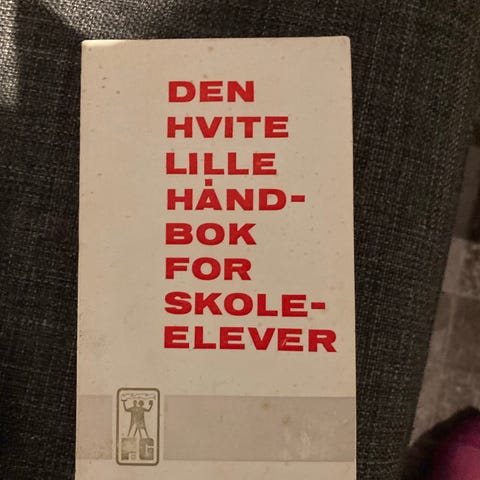 DEN
HVITE
LILLE
HÅND-
BOK
FOR
SKOLE-
ELEVER